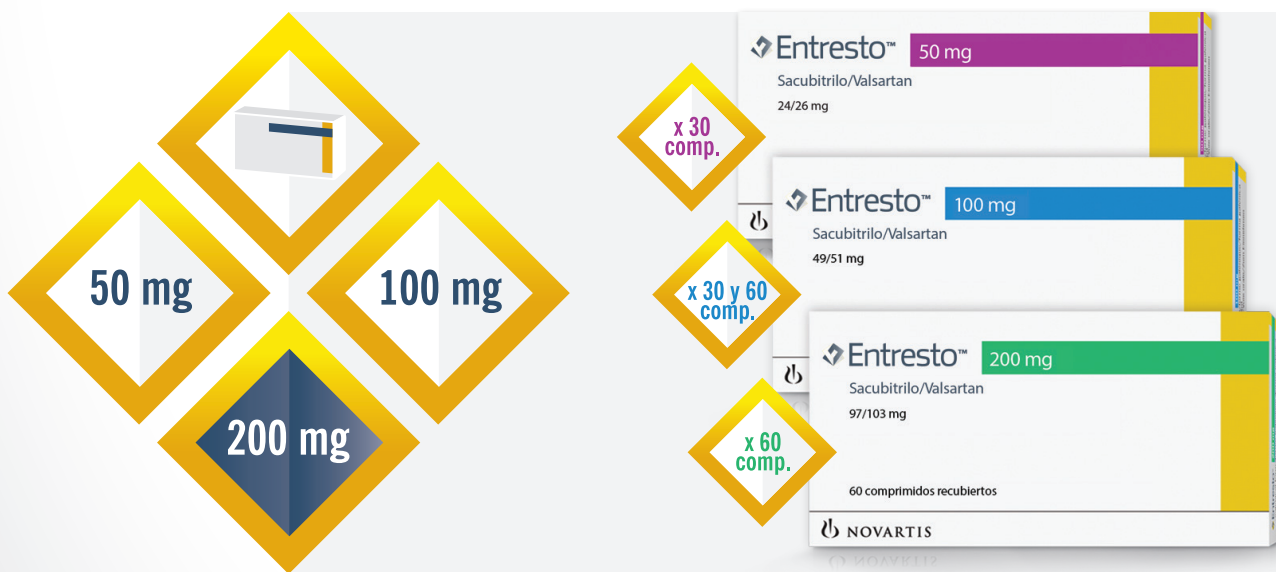 50 mg
100 mg
200 mg
x 30
comp.
x 30 y 60
comp.
x 60
comp.
Entresto™ 50 mg
Sacubitrilo/Valsartan
24/26 mg
Entresto™ 100 mg
Sacubitrilo/Valsartan
49/51 mg
Entresto™ 200 mg
Sacubitrilo/Valsartan
97/103 mg
60 comprimidos recubiertos
NOVARTIS